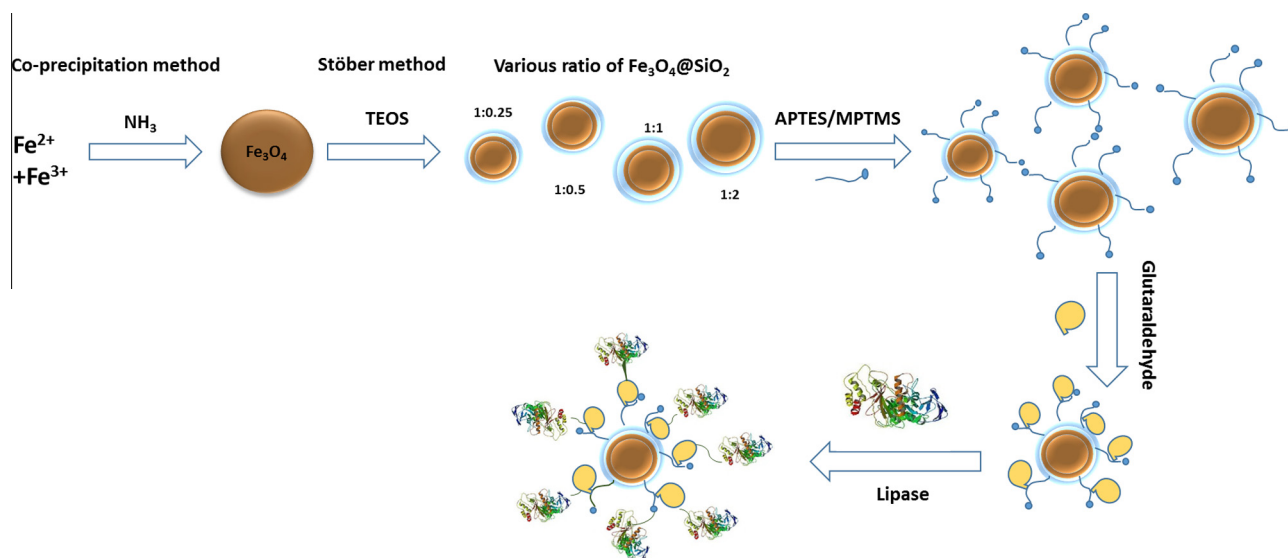 Co-precipitation method
Stöber method
Various ratio of Fe₃O₄@SiO₂
NH₃
TEOS
APTES/MPTMS
Fe²⁺
+Fe³⁺
Fe₃O₄
1:0.25
1:0.5
1:1
1:2
Glutaraldehyde
Lipase